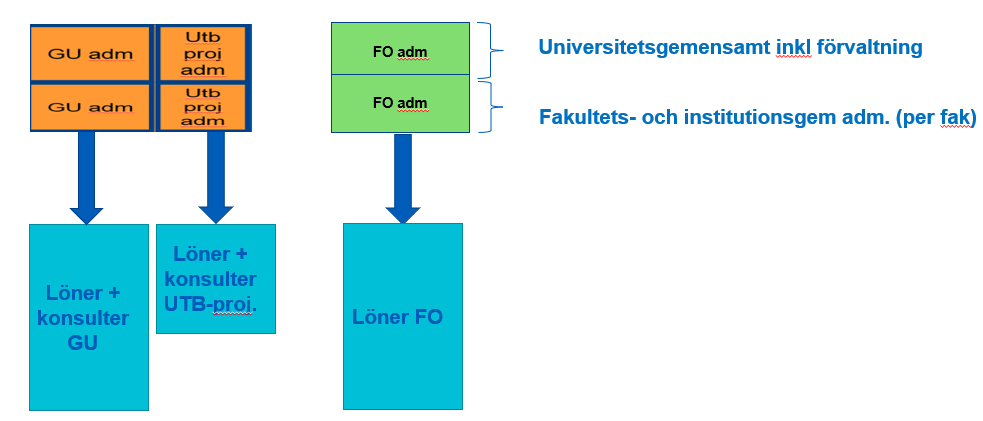 GU adm
Utb
proj
adm
FO adm
Universitetsgemensamt inkl förvaltning
GU adm
Utb
proj
adm
FO adm
Fakultets- och institutionsgem adm. (per fak)
Löner +
konsulter
GU
Löner +
konsulter
UTB-proj.
Löner FO